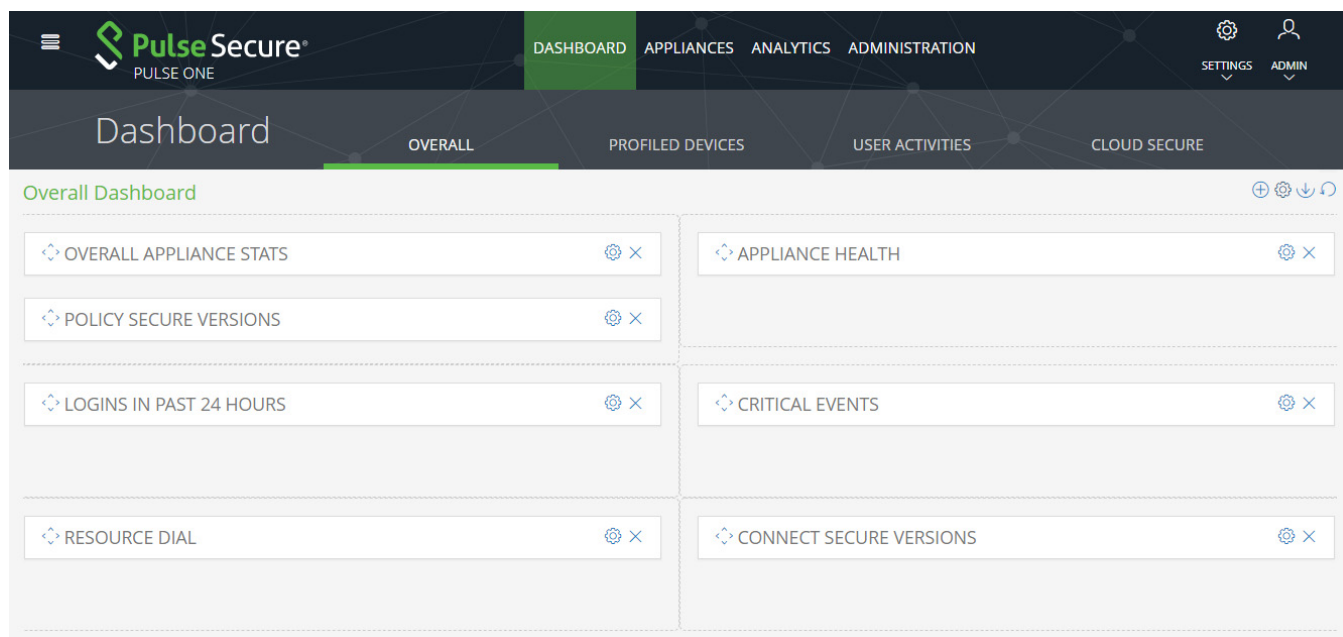 Pulse Secure®
PULSE ONE
DASHBOARD APPLIANCES ANALYTICS ADMINISTRATION
SETTINGS ADMIN
Dashboard OVERALL PROFILED DEVICES USER ACTIVITIES CLOUD SECURE
Overall Dashboard
OVERALL APPLIANCE STATS
APPLIANCE HEALTH
POLICY SECURE VERSIONS
LOGINS IN PAST 24 HOURS
CRITICAL EVENTS
RESOURCE DIAL
CONNECT SECURE VERSIONS